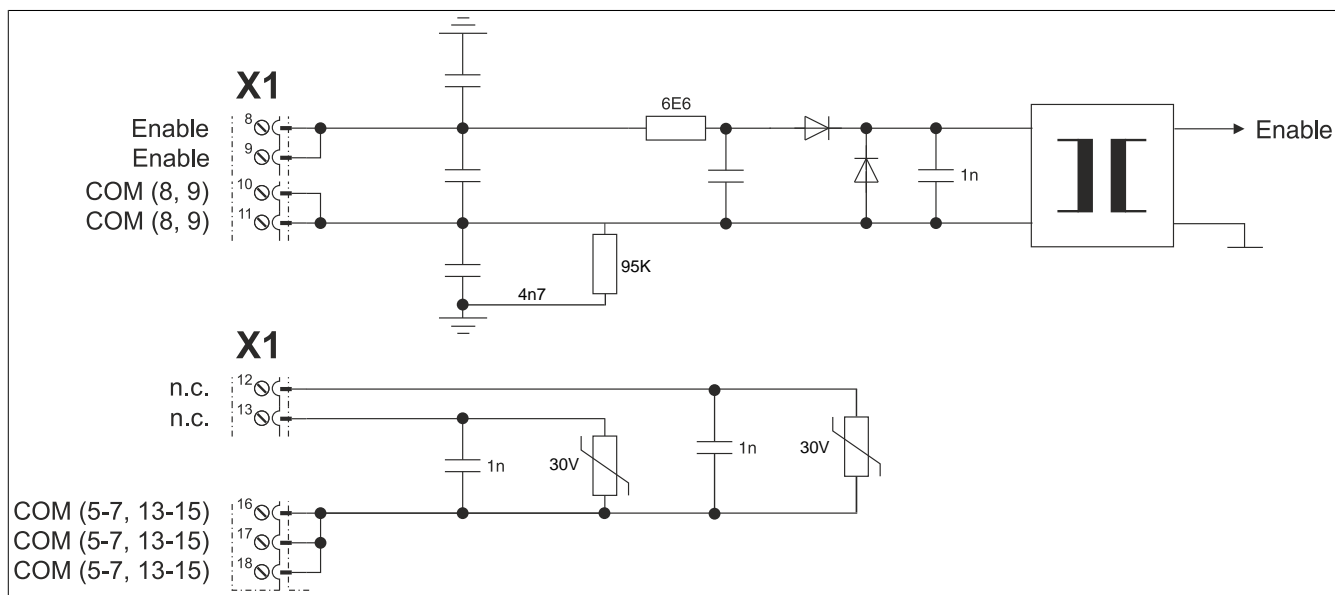 X1
Enable 8
Enable 9
COM (8, 9) 10
COM (8, 9) 11
6E6
1n
Enable
95K
4n7
X1
n.c. 12
n.c. 13
1n
30V
1n
30V
COM (5-7, 13-15) 16
COM (5-7, 13-15) 17
COM (5-7, 13-15) 18